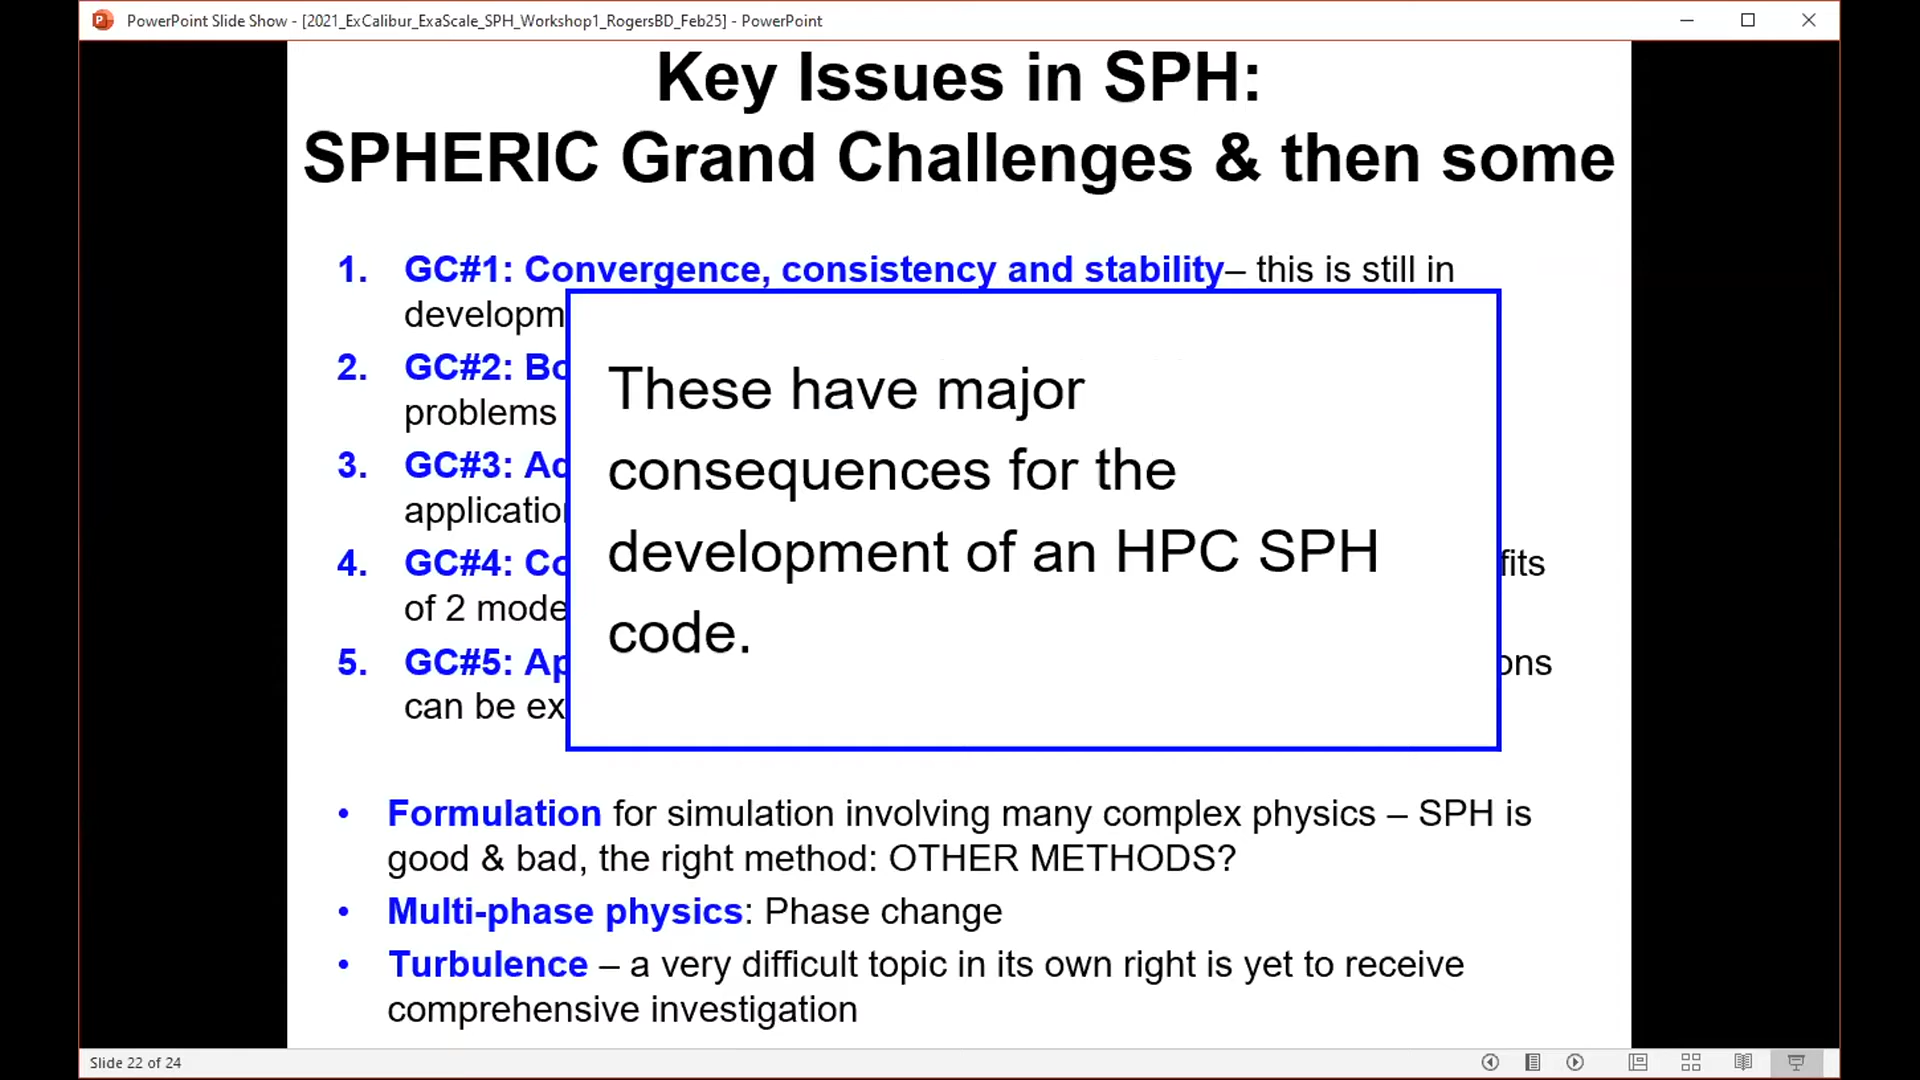 PowerPoint Slide Show - [2021_ExCalibur_ExaScale_SPH_Workshop1_RogersBD_Feb25] - PowerPoint
Key Issues in SPH:
SPHERIC Grand Challenges & then some
1. GC#1: Convergence, consistency and stability– this is still in
developm
2. GC#2: Bo
problems
3. GC#3: Ad
applicatio
4. GC#4: Co fits
of 2 mode
5. GC#5: Ap ons
can be ex
These have major
consequences for the
development of an HPC SPH
code.
• Formulation for simulation involving many complex physics – SPH is
good & bad, the right method: OTHER METHODS?
• Multi-phase physics: Phase change
• Turbulence – a very difficult topic in its own right is yet to receive
comprehensive investigation
Slide 22 of 24